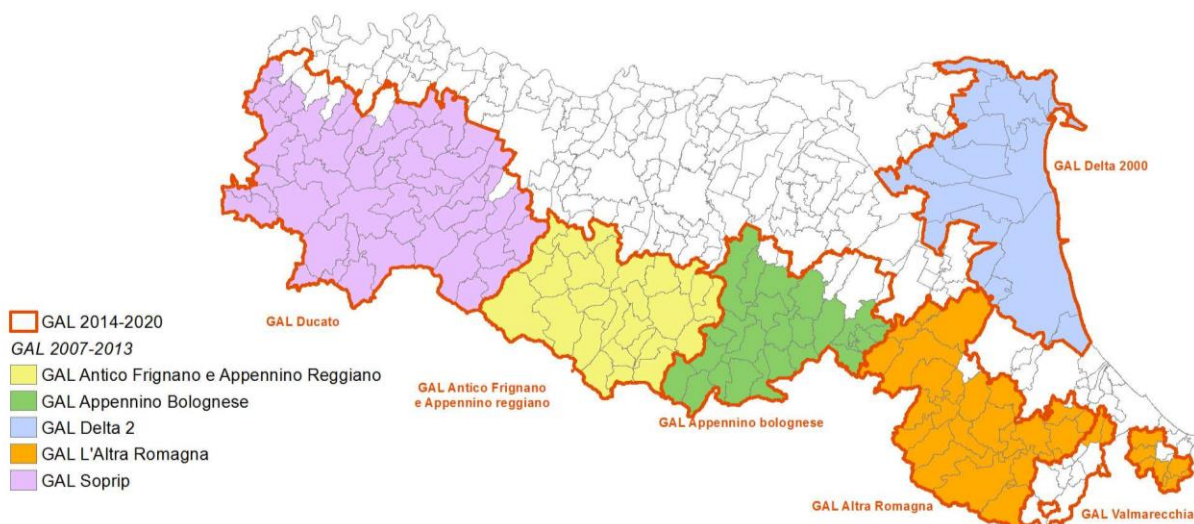 GAL Delta 2000
GAL 2014-2020
GAL 2007-2013
GAL Antico Frignano e Appennino Reggiano
GAL Appennino Bolognese
GAL Delta 2
GAL L'Altra Romagna
GAL Soprip
GAL Ducato
GAL Antico Frignano
e Appennino reggiano
GAL Appennino bolognese
GAL Altra Romagna
GAL Valmarecchia